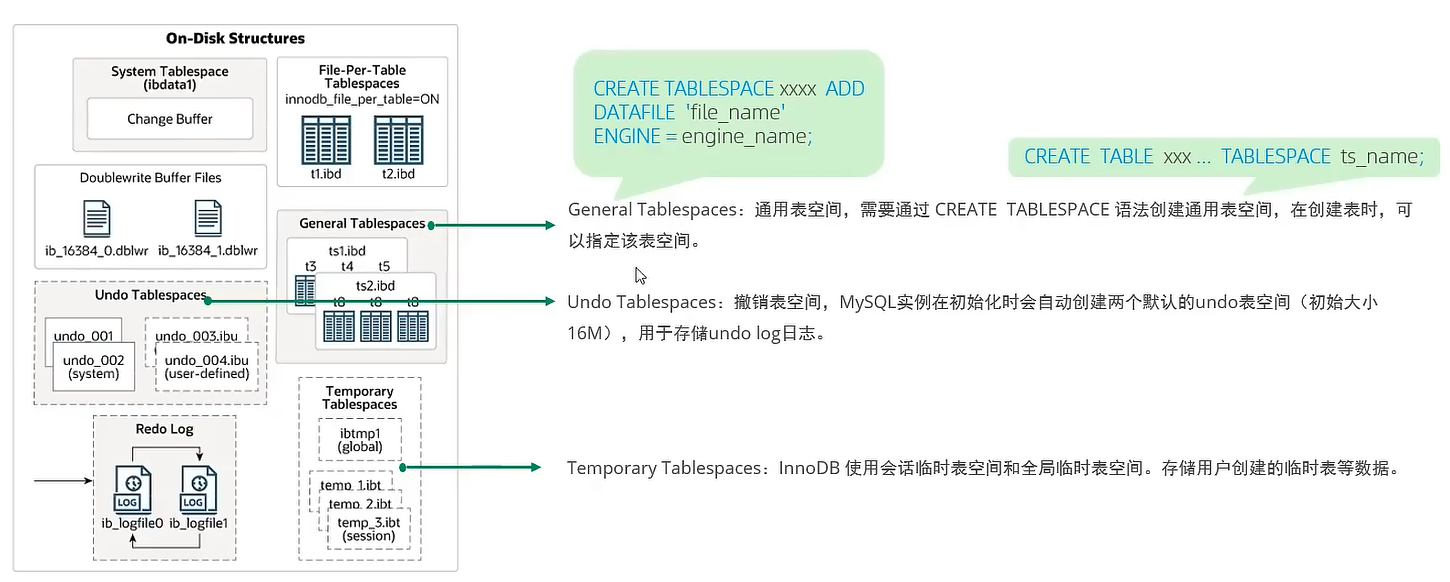 On-Disk Structures
System Tablespace
(ibdata1)
Change Buffer
File-Per-Table
Tablespaces
innodb_file_per_table=ON
t1.ibd t2.ibd
Doublewrite Buffer Files
ib_16384_0.dblwr ib_16384_1.dblwr
General Tablespaces
ts1.ibd
t3 t4 t5
ts2.ibd
t8 t8
Undo Tablespaces
undo_001
undo_002
(system)
undo_003.ibu
undo_004.ibu
(user-defined)
Temporary
Tablespaces
ibtmp1
(global)
temp_1.ibt
temp_2.ibt
temp_3.ibt
(session)
Redo Log
LOG LOG
ib_logfile0 ib_logfile1
CREATE TABLESPACE xxxx ADD
DATAFILE 'file_name'
ENGINE = engine_name;
CREATE TABLE xxx ... TABLESPACE ts_name;
General Tablespaces：通用表空间，需要通过 CREATE TABLESPACE 语法创建通用表空间，在创建表时，可
以指定该表空间。
Undo Tablespaces：撤销表空间，MySQL实例在初始化时会自动创建两个默认的undo表空间（初始大小
16M），用于存储undo log日志。
Temporary Tablespaces：InnoDB 使用会话临时表空间和全局临时表空间。存储用户创建的临时表等数据。